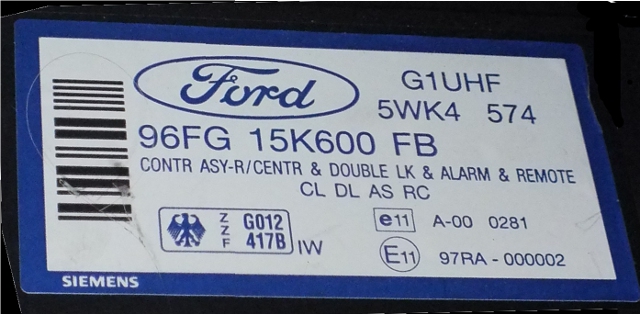 Ford
G1UHF
5WK4 574
96FG 15K600 FB
CONTR ASY-R/CENTR & DOUBLE LK & ALARM & REMOTE
CL DL AS RC
ZZF G012 417B IW
e11 A-00 0281
E11 97RA-000002
SIEMENS